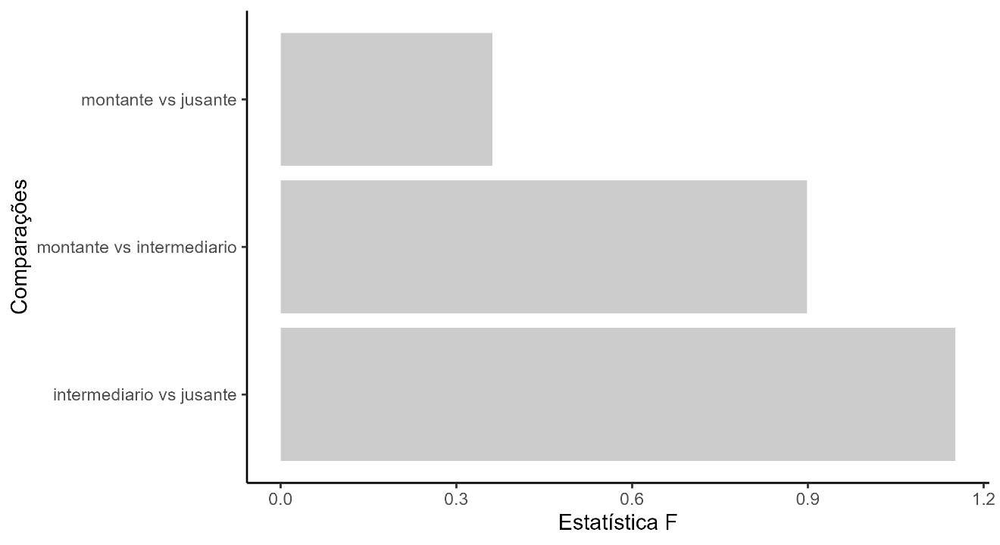 Comparações
montante vs jusante
montante vs intermediario
intermediario vs jusante
0.0 0.3 0.6 0.9 1.2
Estatística F